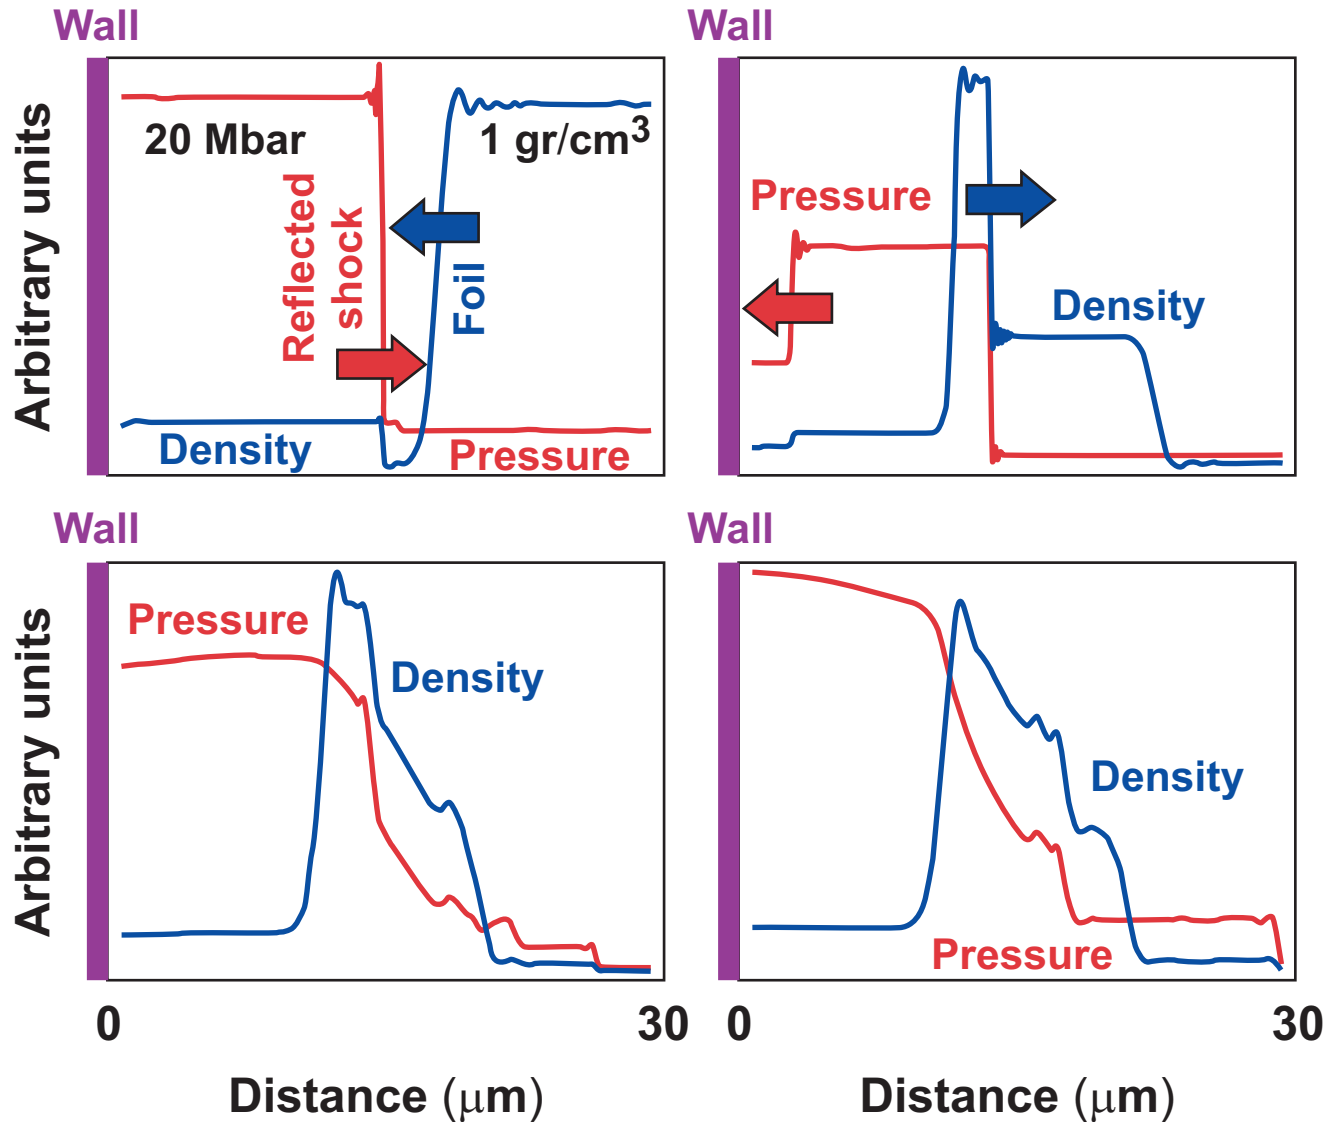 Wall
Wall
Arbitrary units
20 Mbar
1 gr/cm³
Reflected
shock
Foil
Density
Pressure
Pressure
Density
Wall
Wall
Arbitrary units
Pressure
Density
Density
Pressure
0
30
0
30
Distance (μm)
Distance (μm)